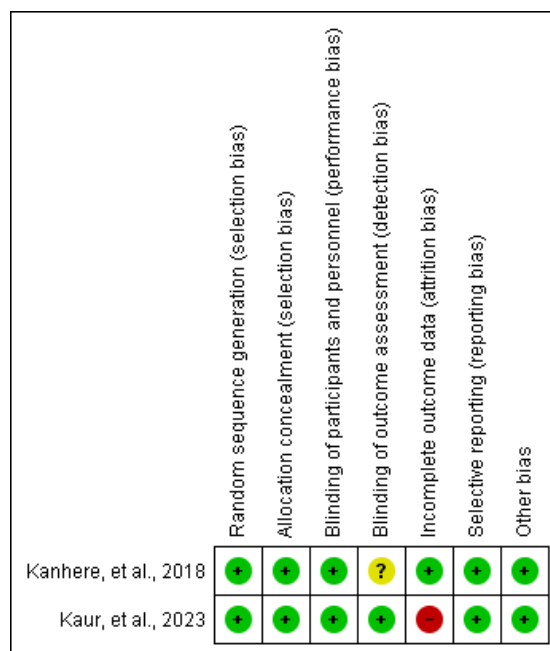 Random sequence generation (selection bias)
Allocation concealment (selection bias)
Blinding of participants and personnel (performance bias)
Blinding of outcome assessment (detection bias)
Incomplete outcome data (attrition bias)
Selective reporting (reporting bias)
Other bias
Kanhere, et al., 2018 + + + ? + + +
Kaur, et al., 2023 + + + + - + +